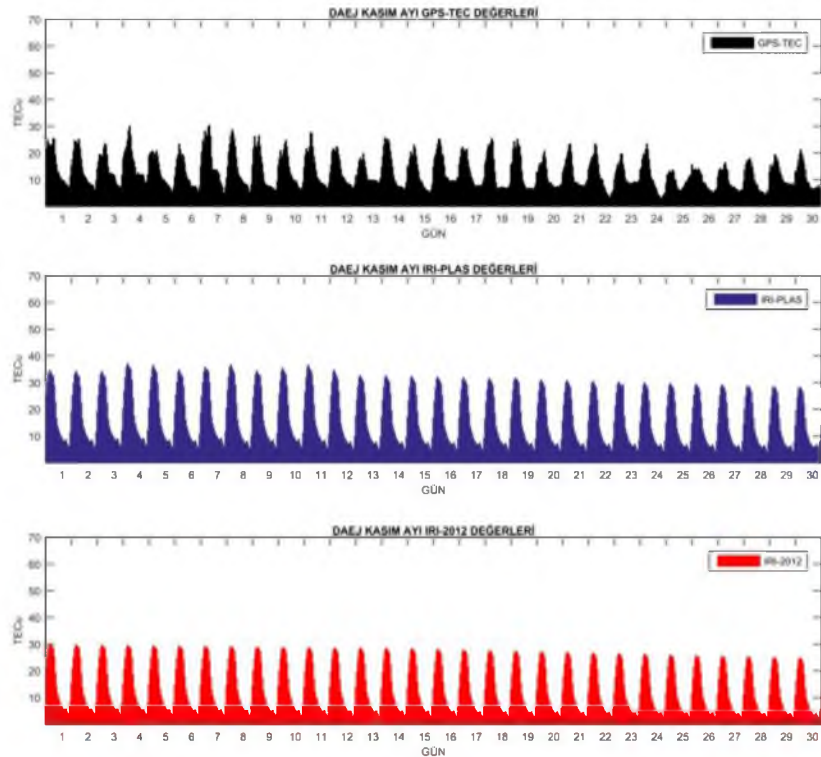 DAEJ KASIM AYI GPS-TEC DEĞERLERİ
70
60
50
40
30
20
10
TECu
GPS-TEC
1 2 3 4 5 6 7 8 9 10 11 12 13 14 15 16 17 18 19 20 21 22 23 24 25 26 27 28 29 30
GÜN
DAEJ KASIM AYI IRI-PLAS DEĞERLERİ
70
60
50
40
30
20
10
TECu
IRI-PLAS
1 2 3 4 5 6 7 8 9 10 11 12 13 14 15 16 17 18 19 20 21 22 23 24 25 26 27 28 29 30
GÜN
DAEJ KASIM AYI IRI-2012 DEĞERLERİ
70
60
50
40
30
20
10
TECu
IRI-2012
1 2 3 4 5 6 7 8 9 10 11 12 13 14 15 16 17 18 19 20 21 22 23 24 25 26 27 28 29 30
GÜN